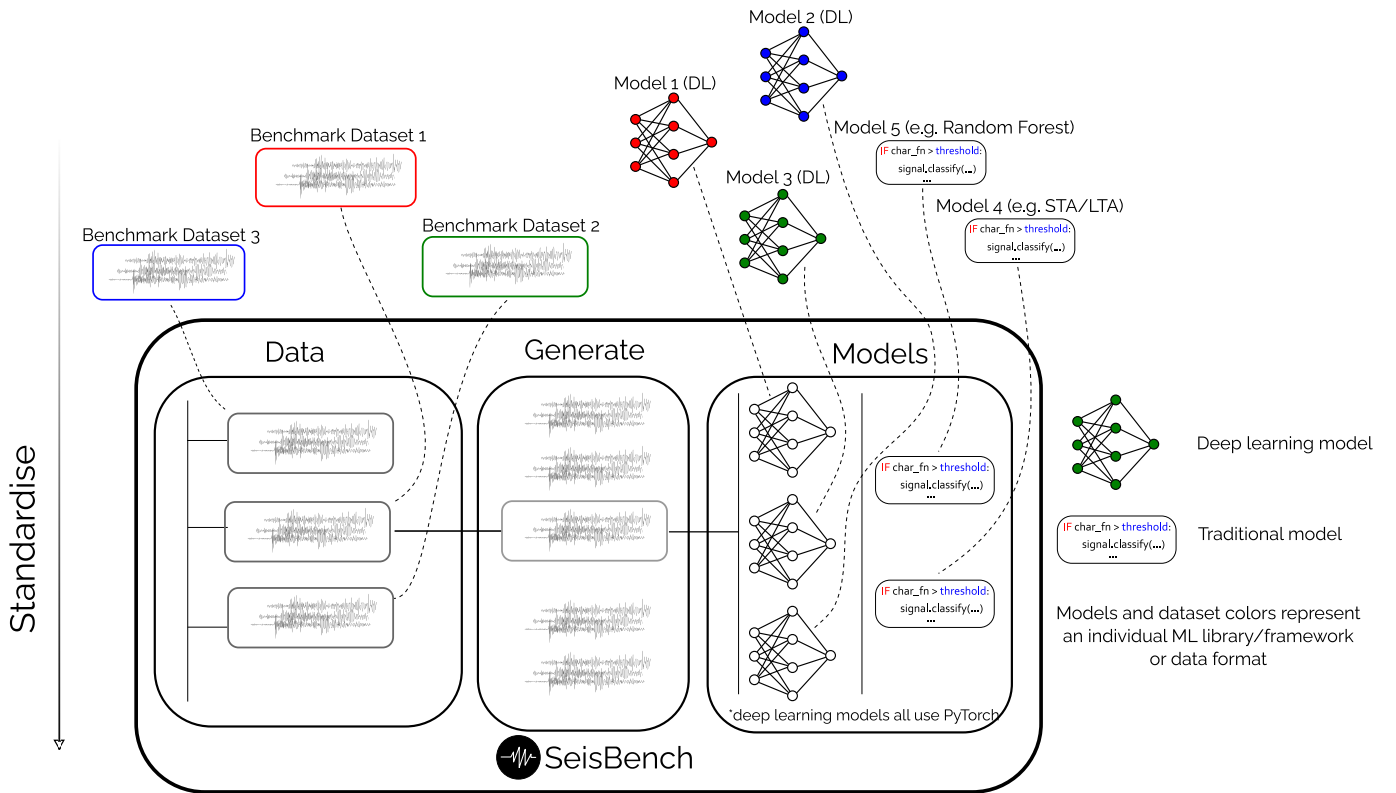 Model 2 (DL)
Model 1 (DL)
Model 5 (e.g. Random Forest)
IF char_fn > threshold:
signal.classify(...)
...
Benchmark Dataset 1
Model 3 (DL)
Model 4 (e.g. STA/LTA)
IF char_fn > threshold:
signal.classify(...)
...
Benchmark Dataset 3
Benchmark Dataset 2
Standardise
Data
Generate
Models
IF char_fn > threshold:
signal.classify(...)
...
IF char_fn > threshold:
signal.classify(...)
...
*deep learning models all use PyTorch
SeisBench
Deep learning model
IF char_fn > threshold:
signal.classify(...)
...
Traditional model
Models and dataset colors represent
an individual ML library/framework
or data format